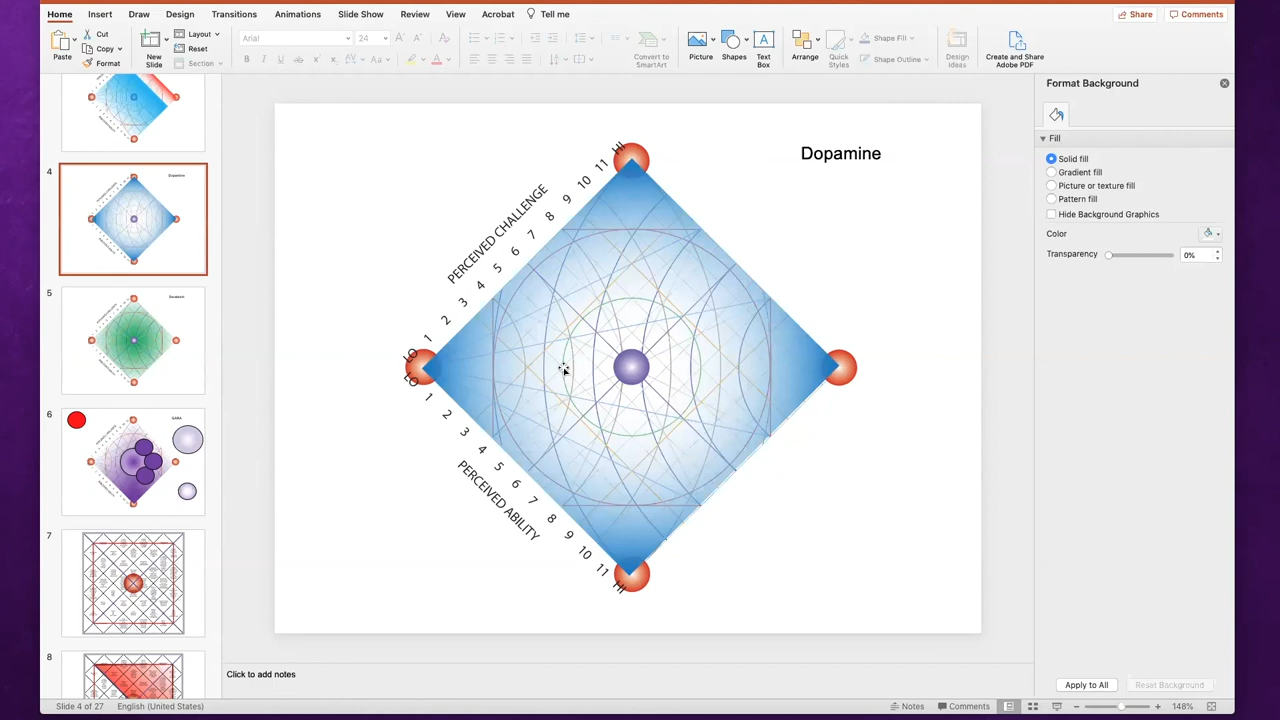 Home Insert Draw Design Transitions Animations Slide Show Review View Acrobat Tell me
Share Comments
Paste
Cut
Copy
Format
New Slide
Layout
Reset
Section
Arial 24
Convert to SmartArt
Picture
Shapes
Text Box
Arrange
Quick Styles
Shape Fill
Shape Outline
Design Ideas
Create and Share Adobe PDF
4
Dopamine
5
6
GABA
7
8
Dopamine
PERCEIVED CHALLENGE
LO 1 2 3 4 5 6 7 8 9 10 11 HI
LO 1 2 3 4 5 6 7 8 9 10 11 HI
PERCEIVED ABILITY
Click to add notes
Format Background
Fill
Solid fill
Gradient fill
Picture or texture fill
Pattern fill
Hide Background Graphics
Color
Transparency 0%
Apply to All Reset Background
Slide 4 of 27 English (United States)
Notes Comments 148%